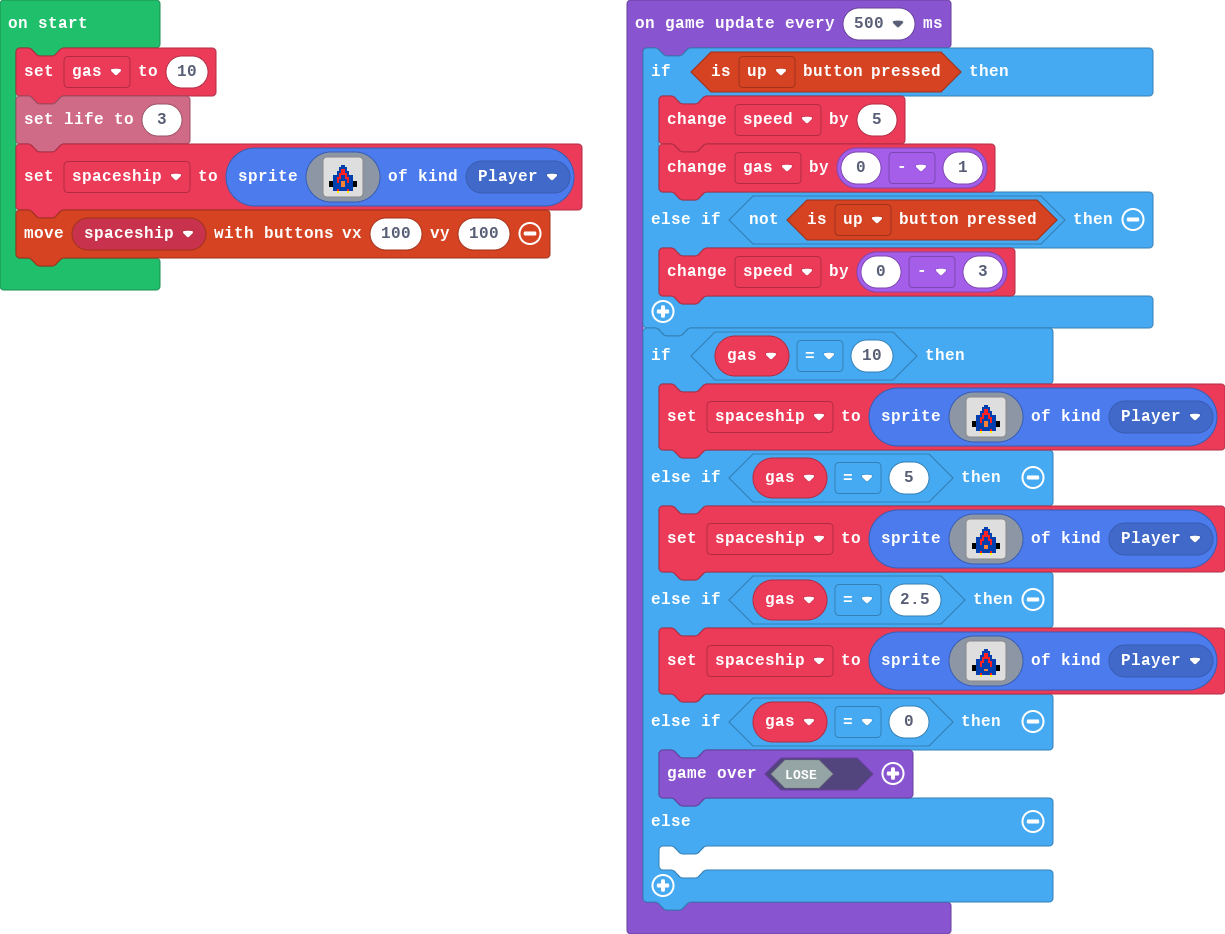 on start
set gas to 10
set life to 3
set spaceship to sprite of kind Player
move spaceship with buttons vx 100 vy 100
on game update every 500 ms
if is up button pressed then
change speed by 5
change gas by 0 - 1
else if not is up button pressed then
change speed by 0 - 3
if gas = 10 then
set spaceship to sprite of kind Player
else if gas = 5 then
set spaceship to sprite of kind Player
else if gas = 2.5 then
set spaceship to sprite of kind Player
else if gas = 0 then
game over LOSE
else